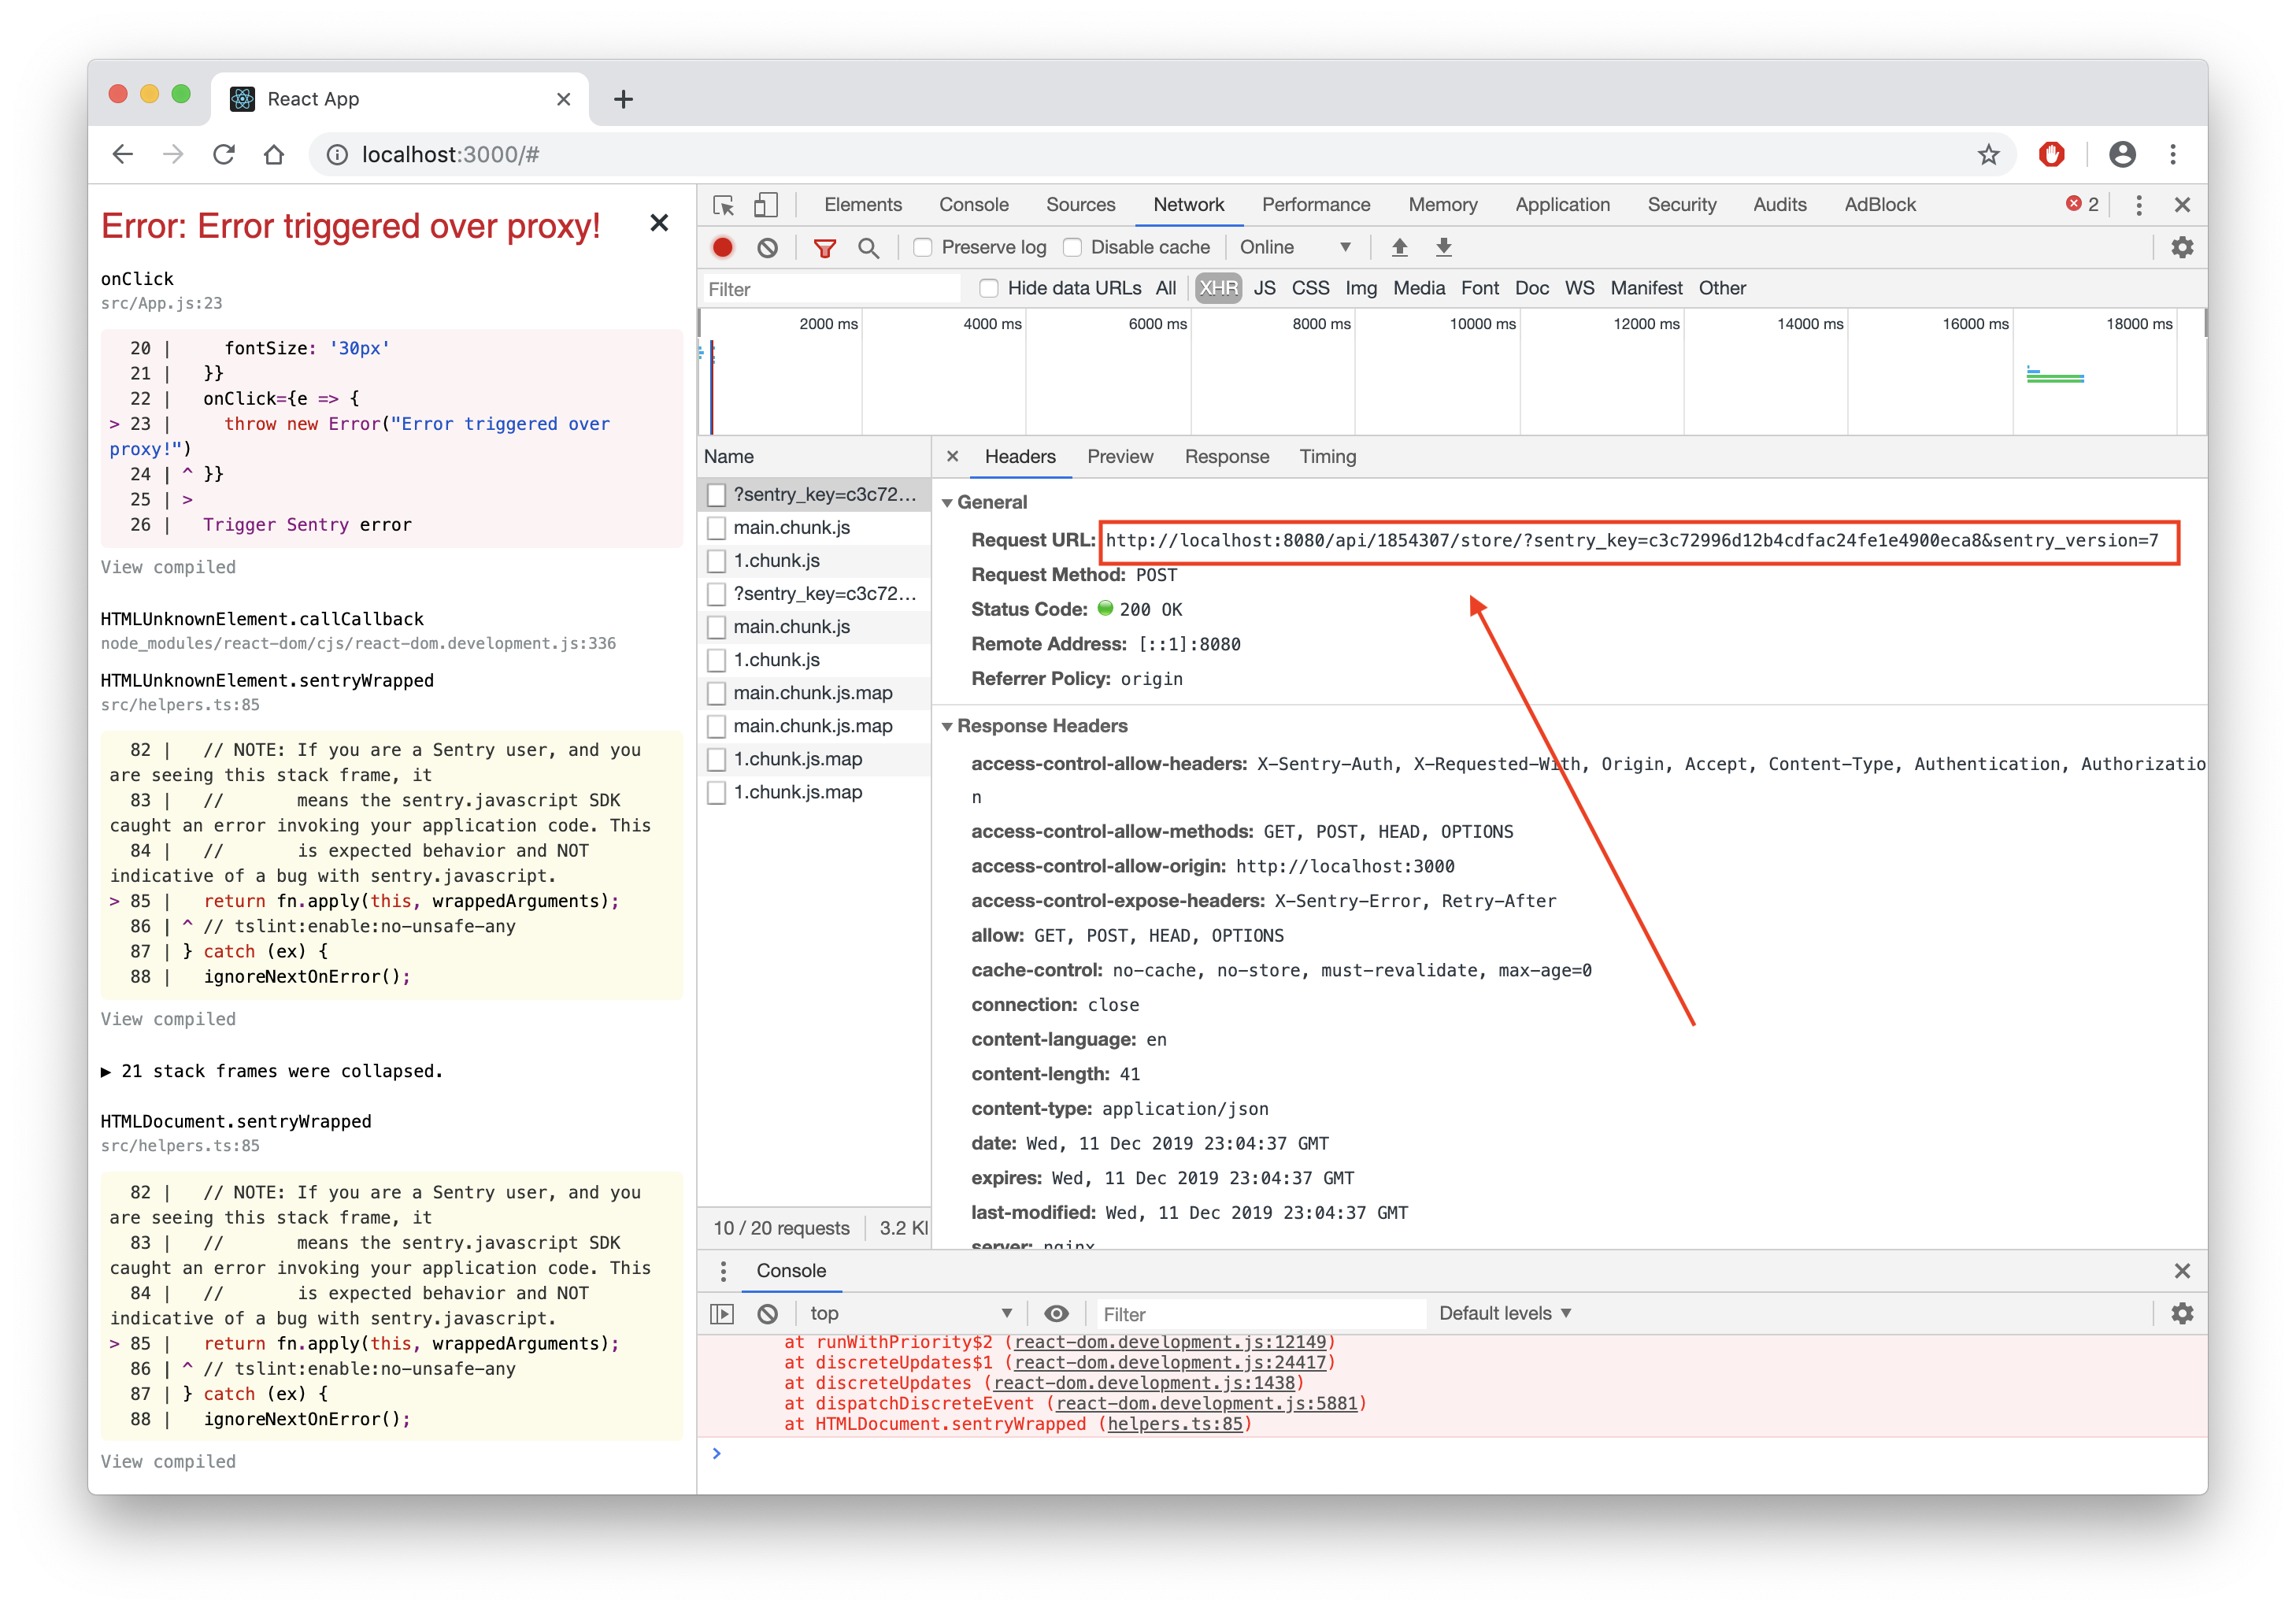 React App
localhost:3000/#
Error: Error triggered over proxy!
onClick
src/App.js:23
20 |     fontSize: '30px'
21 |   }}
22 |   onClick={e => {
> 23 |     throw new Error("Error triggered over
proxy!")
24 | ^ }}
25 | >
26 |   Trigger Sentry error
View compiled
HTMLUnknownElement.callCallback
node_modules/react-dom/cjs/react-dom.development.js:336
HTMLUnknownElement.sentryWrapped
src/helpers.ts:85
82 |   // NOTE: If you are a Sentry user, and you
are seeing this stack frame, it
83 |   //       means the sentry.javascript SDK
caught an error invoking your application code. This
84 |   //       is expected behavior and NOT
indicative of a bug with sentry.javascript.
> 85 |   return fn.apply(this, wrappedArguments);
86 | ^ // tslint:enable:no-unsafe-any
87 | } catch (ex) {
88 |   ignoreNextOnError();
View compiled
▶ 21 stack frames were collapsed.
HTMLDocument.sentryWrapped
src/helpers.ts:85
82 |   // NOTE: If you are a Sentry user, and you
are seeing this stack frame, it
83 |   //       means the sentry.javascript SDK
caught an error invoking your application code. This
84 |   //       is expected behavior and NOT
indicative of a bug with sentry.javascript.
> 85 |   return fn.apply(this, wrappedArguments);
86 | ^ // tslint:enable:no-unsafe-any
87 | } catch (ex) {
88 |   ignoreNextOnError();
View compiled
Elements Console Sources Network Performance Memory Application Security Audits AdBlock 2
Preserve log Disable cache Online
Filter Hide data URLs All XHR JS CSS Img Media Font Doc WS Manifest Other
2000 ms 4000 ms 6000 ms 8000 ms 10000 ms 12000 ms 14000 ms 16000 ms 18000 ms
Name
?sentry_key=c3c72...
main.chunk.js
1.chunk.js
?sentry_key=c3c72...
main.chunk.js
1.chunk.js
main.chunk.js.map
main.chunk.js.map
1.chunk.js.map
1.chunk.js.map
10 / 20 requests 3.2 KI
Headers Preview Response Timing
General
Request URL: http://localhost:8080/api/1854307/store/?sentry_key=c3c72996d12b4cdfac24fe1e4900eca8&sentry_version=7
Request Method: POST
Status Code: 200 OK
Remote Address: [::1]:8080
Referrer Policy: origin
Response Headers
access-control-allow-headers: X-Sentry-Auth, X-Requested-With, Origin, Accept, Content-Type, Authentication, Authorizatio
n
access-control-allow-methods: GET, POST, HEAD, OPTIONS
access-control-allow-origin: http://localhost:3000
access-control-expose-headers: X-Sentry-Error, Retry-After
allow: GET, POST, HEAD, OPTIONS
cache-control: no-cache, no-store, must-revalidate, max-age=0
connection: close
content-language: en
content-length: 41
content-type: application/json
date: Wed, 11 Dec 2019 23:04:37 GMT
expires: Wed, 11 Dec 2019 23:04:37 GMT
last-modified: Wed, 11 Dec 2019 23:04:37 GMT
server: nginx
Console
top Filter Default levels
at runWithPriority$2 (react-dom.development.js:12149)
at discreteUpdates$1 (react-dom.development.js:24417)
at discreteUpdates (react-dom.development.js:1438)
at dispatchDiscreteEvent (react-dom.development.js:5881)
at HTMLDocument.sentryWrapped (helpers.ts:85)
>